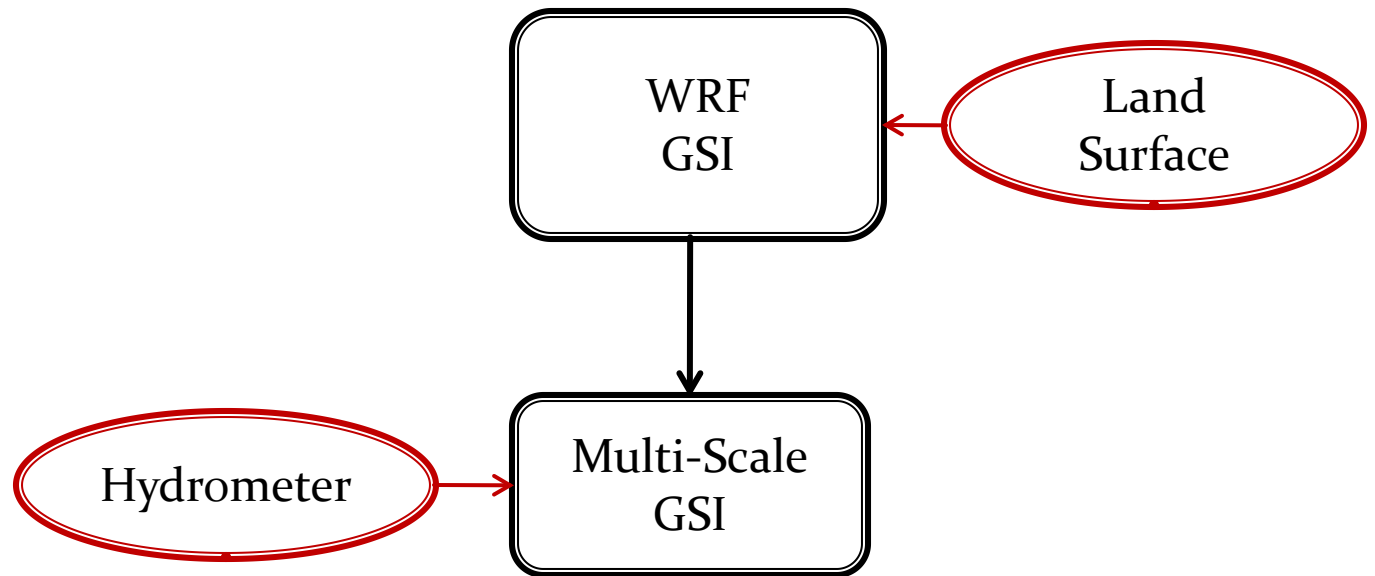 WRF
GSI
Land
Surface
Hydrometer
Multi-Scale
GSI